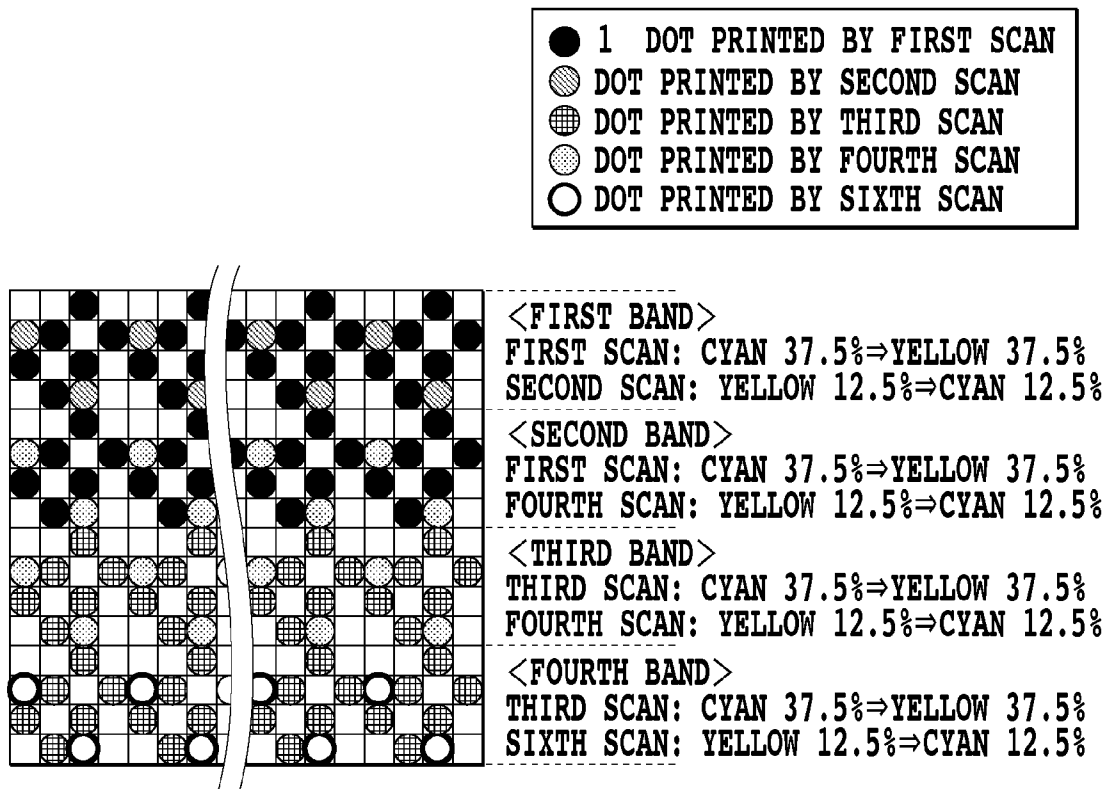 1 DOT PRINTED BY FIRST SCAN
DOT PRINTED BY SECOND SCAN
DOT PRINTED BY THIRD SCAN
DOT PRINTED BY FOURTH SCAN
DOT PRINTED BY SIXTH SCAN
<FIRST BAND>
FIRST SCAN: CYAN 37.5%⇒YELLOW 37.5%
SECOND SCAN: YELLOW 12.5%⇒CYAN 12.5%
<SECOND BAND>
FIRST SCAN: CYAN 37.5%⇒YELLOW 37.5%
FOURTH SCAN: YELLOW 12.5%⇒CYAN 12.5%
<THIRD BAND>
THIRD SCAN: CYAN 37.5%⇒YELLOW 37.5%
FOURTH SCAN: YELLOW 12.5%⇒CYAN 12.5%
<FOURTH BAND>
THIRD SCAN: CYAN 37.5%⇒YELLOW 37.5%
SIXTH SCAN: YELLOW 12.5%⇒CYAN 12.5%